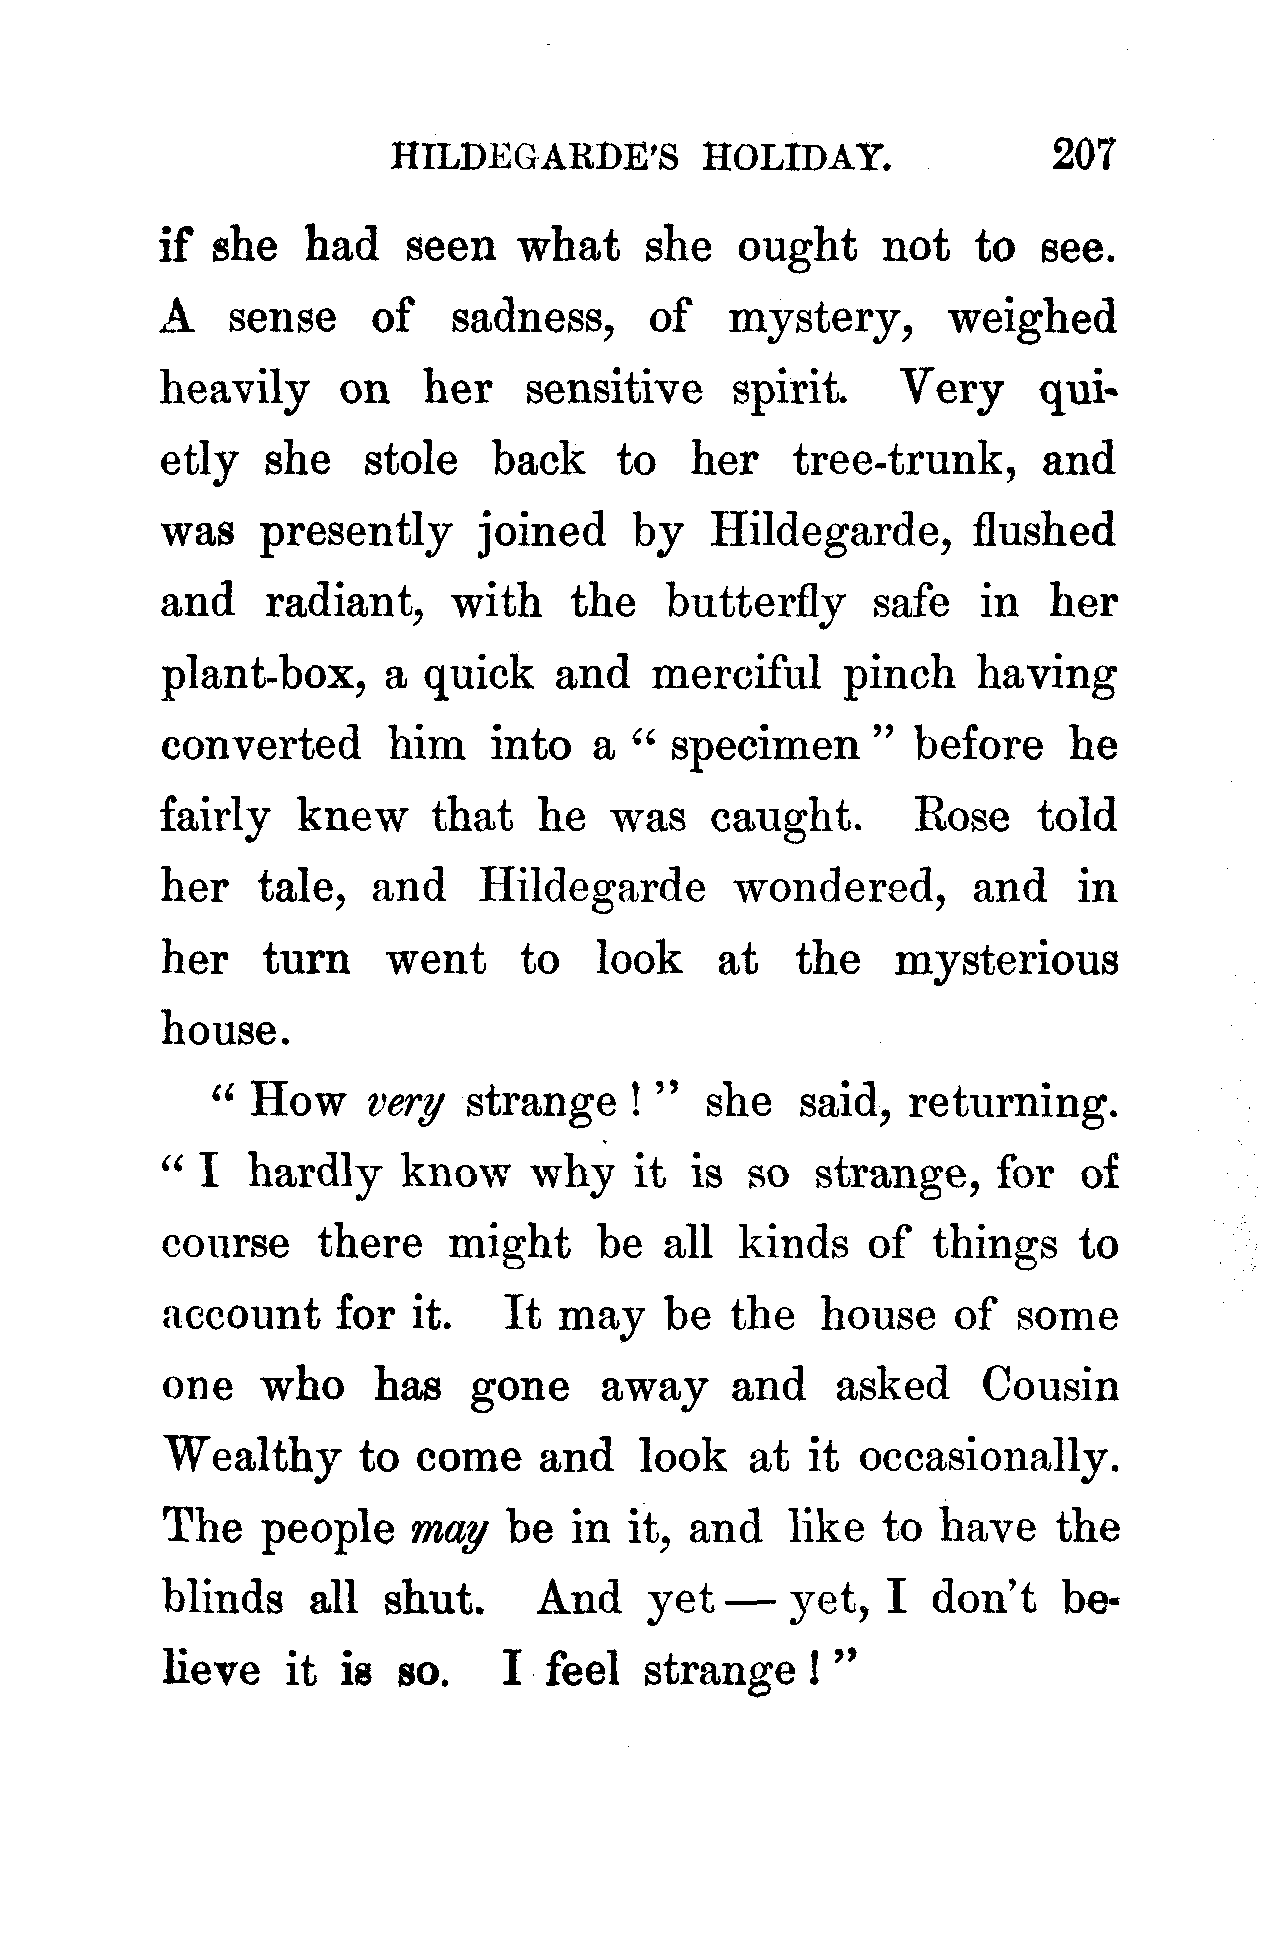 HILDEGARDE'S HOLIDAY. 207
if she had seen what she ought not to see.
A sense of sadness, of mystery, weighed
heavily on her sensitive spirit. Very qui-
etly she stole back to her tree-trunk, and
was presently joined by Hildegarde, flushed
and radiant, with the butterfly safe in her
plant-box, a quick and merciful pinch having
converted him into a “ specimen ” before he
fairly knew that he was caught. Rose told
her tale, and Hildegarde wondered, and in
her turn went to look at the mysterious
house.
“ How very strange ! ” she said, returning.
“ I hardly know why it is so strange, for of
course there might be all kinds of things to
account for it. It may be the house of some
one who has gone away and asked Cousin
Wealthy to come and look at it occasionally.
The people may be in it, and like to have the
blinds all shut. And yet — yet, I don't be-
lieve it is so. I feel strange ! ”